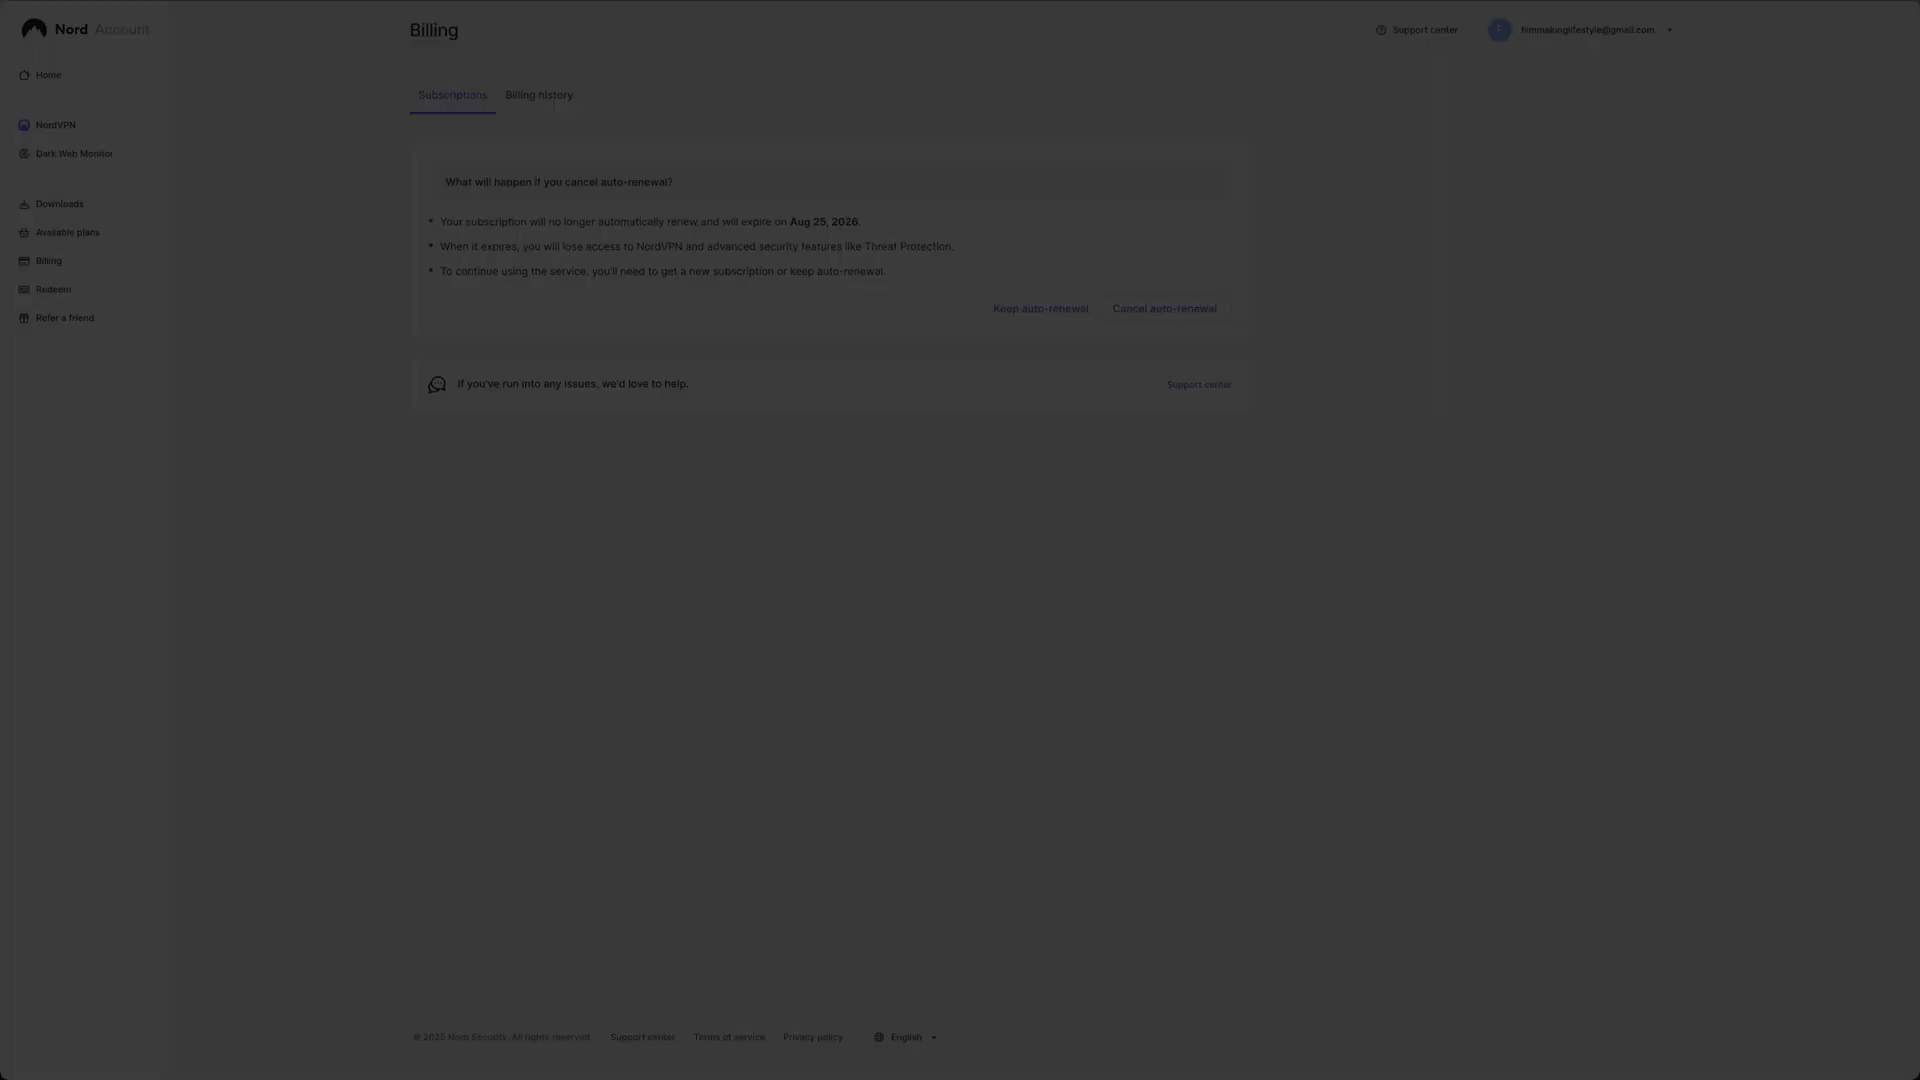 Nord Account
Billing
Support center
filmmakinglifestyle@gmail.com
Home
NordVPN
Dark Web Monitor
Downloads
Available plans
Billing
Redeem
Refer a friend
Subscriptions
Billing history
What will happen if you cancel auto-renewal?
• Your subscription will no longer automatically renew and will expire on Aug 25, 2026.
• When it expires, you will lose access to NordVPN and advanced security features like Threat Protection.
• To continue using the service, you'll need to get a new subscription or keep auto-renewal.
Keep auto-renewal
Cancel auto-renewal
If you've run into any issues, we'd love to help.
Support center
© 2025 Nord Security. All rights reserved
Support center
Terms of service
Privacy policy
English